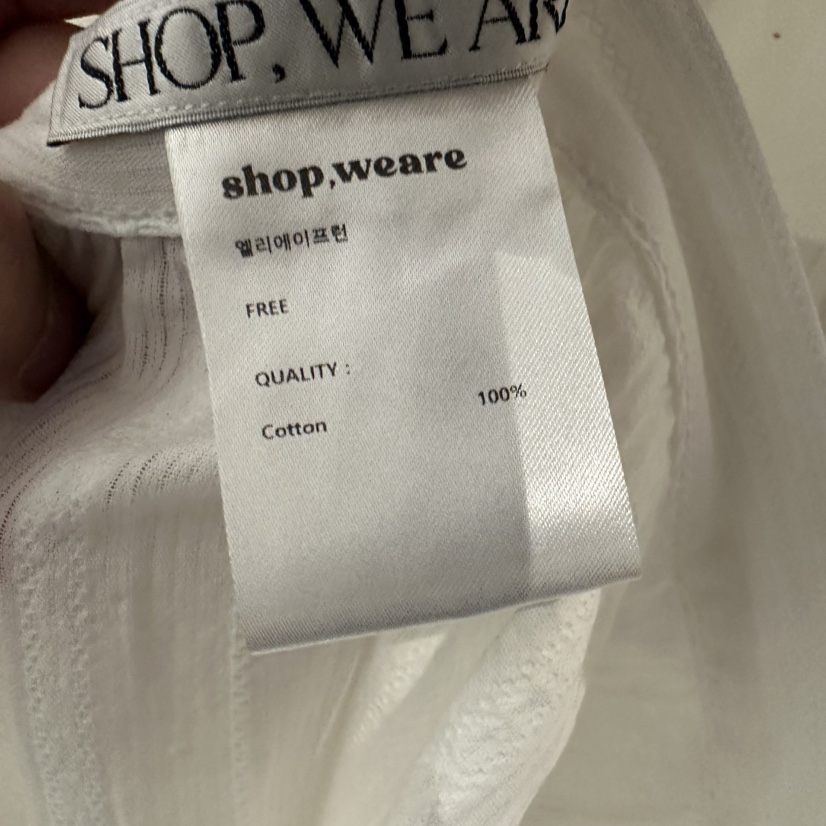 SHOP, WE AR
shop,weare
엘리에이프런
FREE
QUALITY :
100%
Cotton